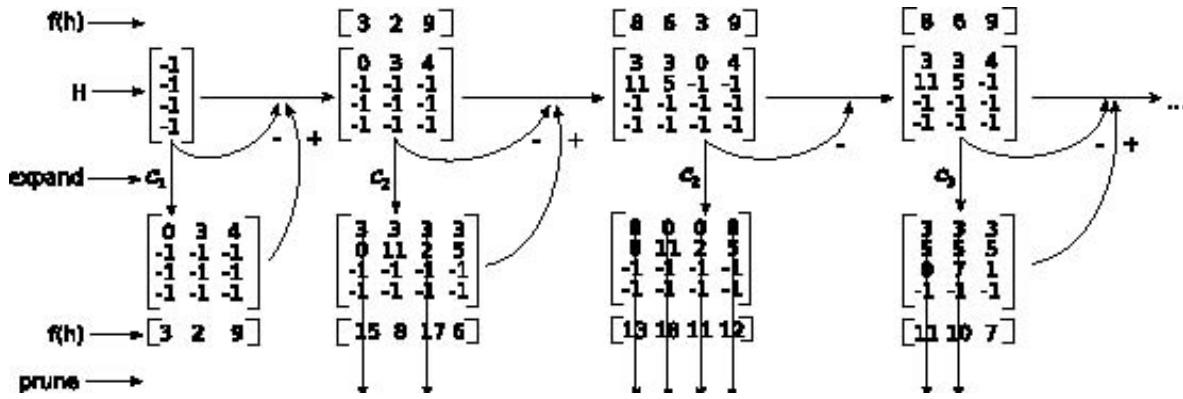 f(h) [3 2 9] [8 6 3 9] [8 6 9]
-1 0 3 4 3 3 0 4 3 3 4
H -1 -1 -1 -1 11 5 -1 -1 11 5 -1 ...
-1 -1 -1 -1 -1 -1 -1 -1 -1 -1 -1
-1 -1 -1 -1 -1 -1 -1 -1 -1 -1 -1
- + - + - - +
expand c1 c2 c2 c3
0 3 4 3 3 3 3 8 0 0 8 3 3 3
-1 -1 -1 0 11 2 5 11 2 5 5 5 5
-1 -1 -1 -1 -1 -1 -1 -1 -1 -1 -1 7 1
-1 -1 -1 -1 -1 -1 -1 -1 -1 -1 -1 -1 -1 -1
f(h) [3 2 9] [15 8 17 6] [13 18 11 12] [11 10 7]
prune